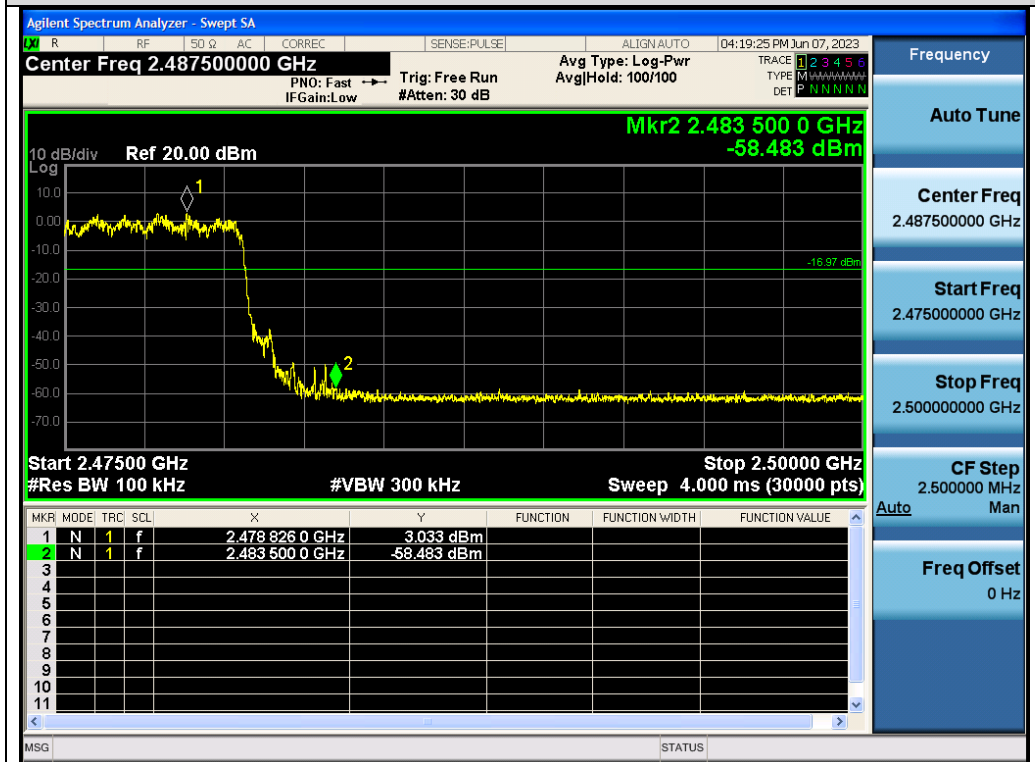 Agilent Spectrum Analyzer - Swept SA
LXI R RF 50 Ω AC CORREC SENSE:PULSE ALIGNAUTO 04:19:25 PM Jun 07, 2023
Center Freq 2.487500000 GHz
PNO: Fast
IFGain:Low
Trig: Free Run
#Atten: 30 dB
Avg Type: Log-Pwr
Avg|Hold: 100/100
TRACE 1 2 3 4 5 6
TYPE M
DET P N N N N N
Mkr2 2.483 500 0 GHz
-58.483 dBm
10 dB/div Ref 20.00 dBm
Log
10.0
0.00
-10.0
-20.0
-30.0
-40.0
-50.0
-60.0
-70.0
1
2
-16.97 dBm
Start 2.47500 GHz Stop 2.50000 GHz
#Res BW 100 kHz #VBW 300 kHz Sweep 4.000 ms (30000 pts)
MKR MODE TRC SCL X Y FUNCTION FUNCTION WIDTH FUNCTION VALUE
1 N 1 f 2.478 826 0 GHz 3.033 dBm
2 N 1 f 2.483 500 0 GHz -58.483 dBm
3
4
5
6
7
8
9
10
11
MSG STATUS
Frequency
Auto Tune
Center Freq
2.487500000 GHz
Start Freq
2.475000000 GHz
Stop Freq
2.500000000 GHz
CF Step
2.500000 MHz
Auto Man
Freq Offset
0 Hz